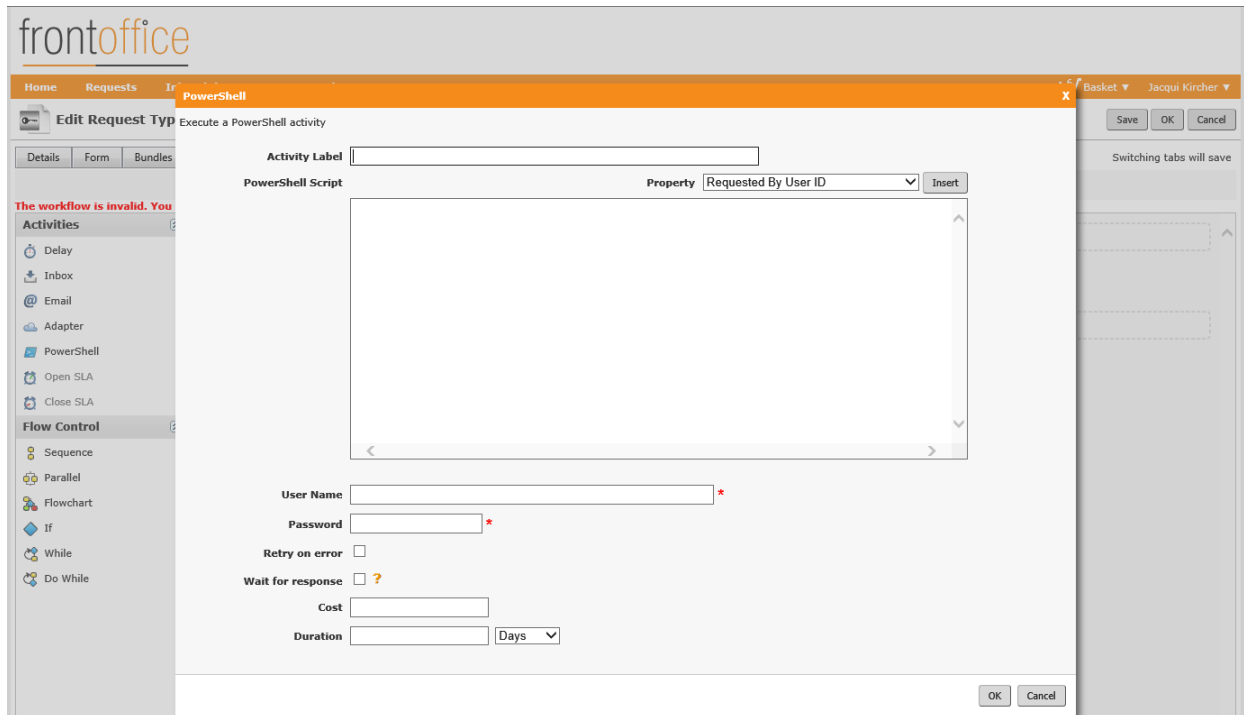 frontoffice
Home Requests
Basket ▼ Jacqui Kircher ▼
PowerShell X
Edit Request Typ
Save OK Cancel
Execute a PowerShell activity
Details Form Bundles
Switching tabs will save
Activity Label
PowerShell Script Property Requested By User ID Insert
The workflow is invalid. You
Activities
Delay
Inbox
@ Email
Adapter
PowerShell
Open SLA
Close SLA
Flow Control
Sequence
Parallel
Flowchart
If
While
Do While
User Name *
Password *
Retry on error
Wait for response ?
Cost
Duration Days
OK Cancel